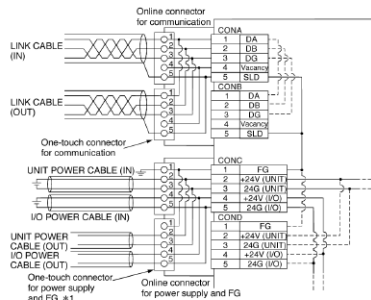 Online connector
for communication
LINK CABLE
(IN)
1
2
3
4
5
CONA
1 DA
2 DB
3 DG
4 Vacancy
5 SLD
LINK CABLE
(OUT)
1
2
3
4
5
CONB
1 DA
2 DB
3 DG
4 Vacancy
5 SLD
One-touch connector
for communication
UNIT POWER CABLE (IN)
I/O POWER CABLE (IN)
1
2
3
4
5
CONC
1 FG
2 +24V (UNIT)
3 24G (UNIT)
4 +24V (I/O)
5 24G (I/O)
UNIT POWER
CABLE (OUT)
I/O POWER
CABLE (OUT)
1
2
3
4
5
COND
1 FG
2 +24V (UNIT)
3 24G (UNIT)
4 +24V (I/O)
5 24G (I/O)
One-touch connector
for power supply
and FG *1
Online connector
for power supply and FG